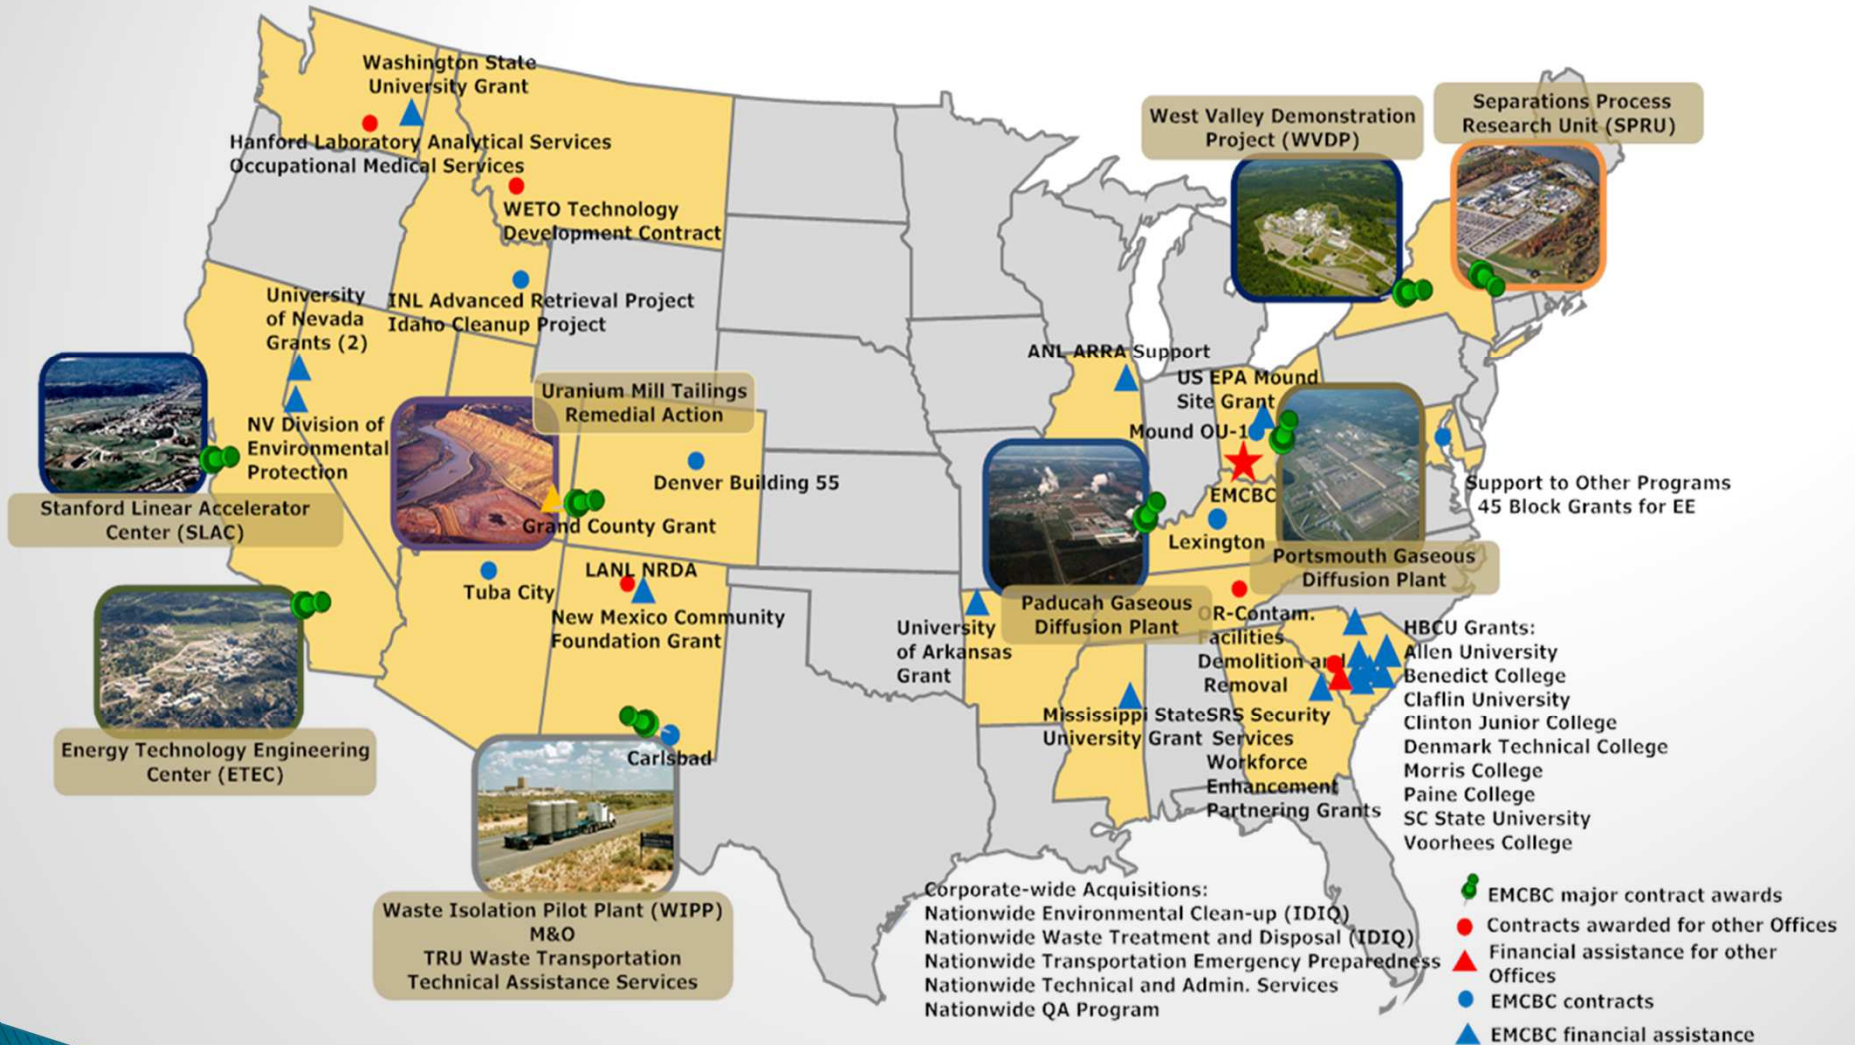 Washington State
University Grant
Hanford Laboratory Analytical Services
Occupational Medical Services
WETO Technology
Development Contract
University
of Nevada
Grants (2)
INL Advanced Retrieval Project
Idaho Cleanup Project
NV Division of
Environmental
Protection
Stanford Linear Accelerator
Center (SLAC)
Uranium Mill Tailings
Remedial Action
Denver Building 55
Grand County Grant
Tuba City
LANL NRDA
New Mexico Community
Foundation Grant
Energy Technology Engineering
Center (ETEC)
Carlsbad
Waste Isolation Pilot Plant (WIPP)
M&O
TRU Waste Transportation
Technical Assistance Services
West Valley Demonstration
Project (WVDP)
Separations Process
Research Unit (SPRU)
ANL ARRA Support
US EPA Mound
Site Grant
Mound OU-1
EMCBC
Lexington
Support to Other Programs
45 Block Grants for EE
Portsmouth Gaseous
Diffusion Plant
Paducah Gaseous
Diffusion Plant
University
of Arkansas
Grant
OR-Contam.
Facilities
Demolition and
Removal
Mississippi State
University Grant
SRS Security
Services
Workforce
Enhancement
Partnering Grants
HBCU Grants:
Allen University
Benedict College
Claflin University
Clinton Junior College
Denmark Technical College
Morris College
Paine College
SC State University
Voorhees College
Corporate-wide Acquisitions:
Nationwide Environmental Clean-up (IDIQ)
Nationwide Waste Treatment and Disposal (IDIQ)
Nationwide Transportation Emergency Preparedness
Nationwide Technical and Admin. Services
Nationwide QA Program
EMCBC major contract awards
Contracts awarded for other Offices
Financial assistance for other
Offices
EMCBC contracts
EMCBC financial assistance